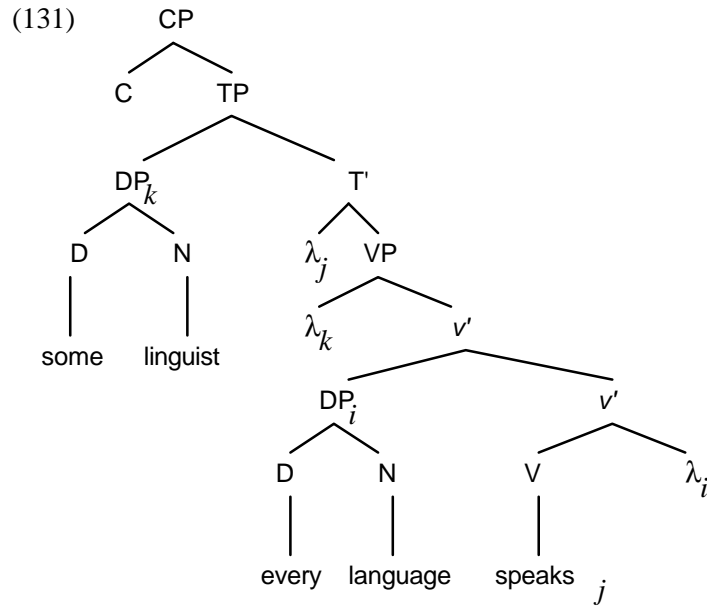 (131) CP
C TP
DP k T'
D N λ j VP
some linguist λ k v'
DP i v'
D N V λ i
every language speaks j